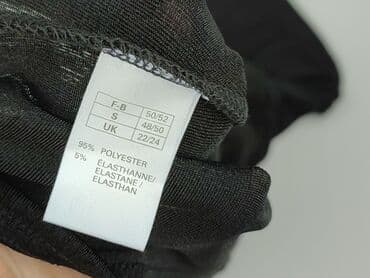 F-B 50/52
S 48/50
UK 22/24
95% POLYESTER
5% ELASTHANNE/
ELASTANE/
ELASTHAN